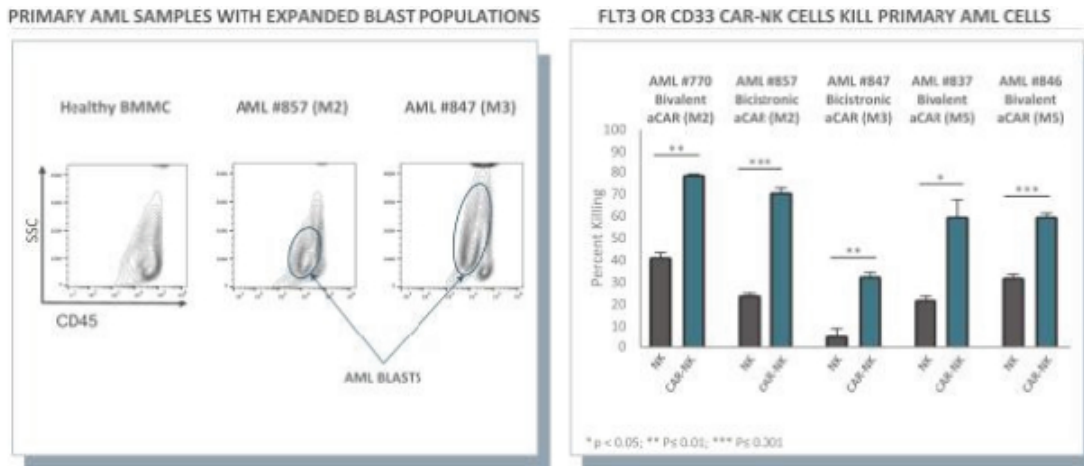 PRIMARY AML SAMPLES WITH EXPANDED BLAST POPULATIONS
Healthy BMMC
AML #857 (M2)
AML #847 (M3)
SSC
CD45
AML BLASTS
FLT3 OR CD33 CAR-NK CELLS KILL PRIMARY AML CELLS
AML #770
Bivalent
aCAR (M2)
AML #857
Bicistronic
aCAR (M2)
AML #847
Bicistronic
aCAR (M3)
AML #837
Bivalent
aCAR (M5)
AML #846
Bivalent
aCAR (M5)
Percent Killing
100
90
80
70
60
50
40
30
20
10
0
**
***
**
*
***
NK
CAR-NK
NK
CAR-NK
NK
CAR-NK
NK
CAR-NK
NK
CAR-NK
* p < 0.05; ** P≤ 0.01; *** P≤ 0.001